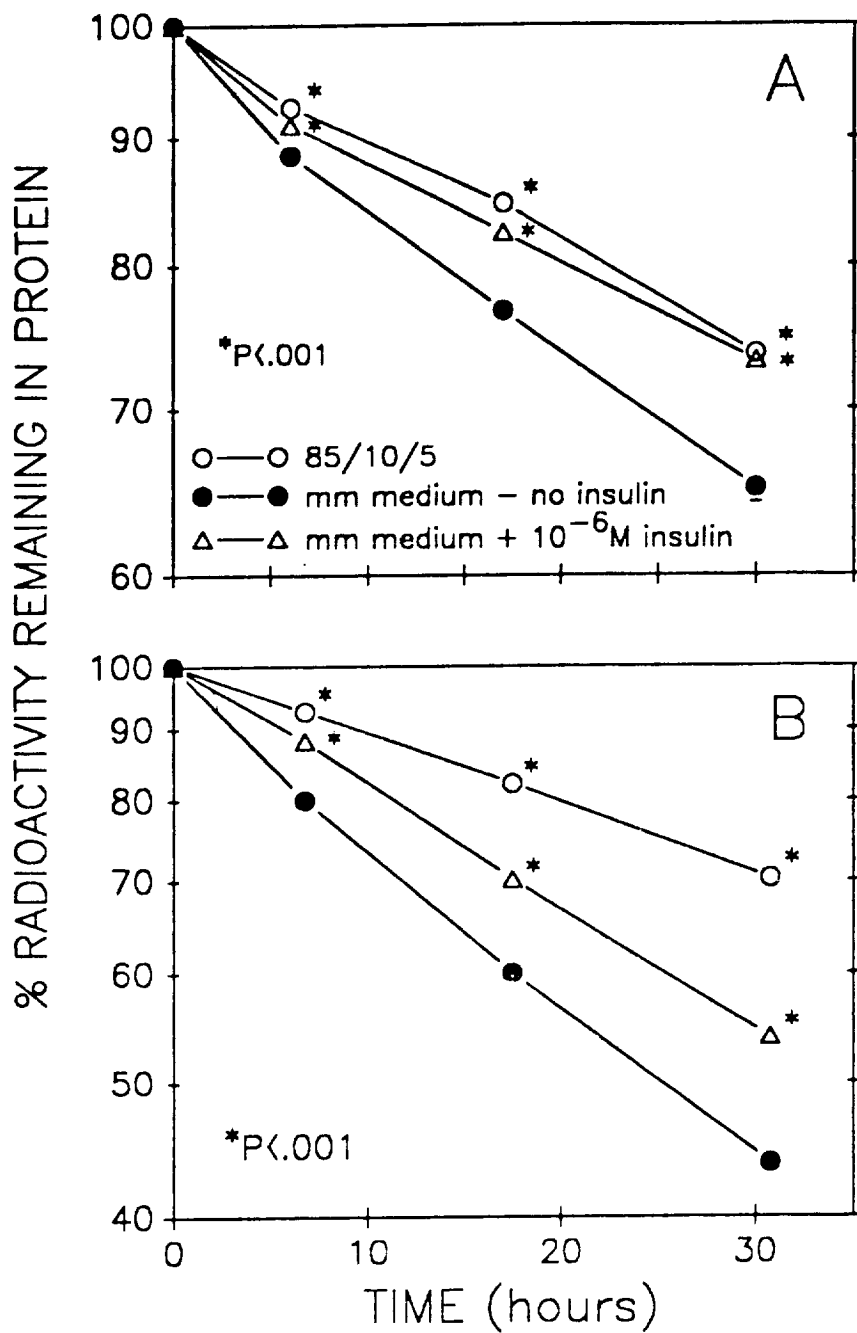 % RADIOACTIVITY REMAINING IN PROTEIN
100
90
80
70
60
A
*
*
*
*
*
*
*P<.001
85/10/5
mm medium – no insulin
mm medium + 10⁻⁶M insulin
100
90
80
70
60
50
40
B
*
*
*
*
*
*
*P<.001
0 10 20 30
TIME (hours)